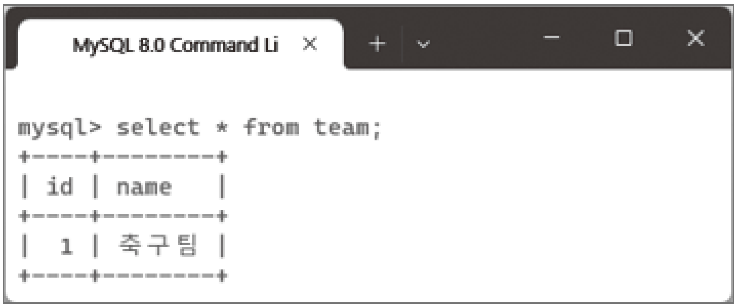 MySQL 8.0 Command Li
mysql> select * from team;
+----+--------+
| id | name   |
+----+--------+
|  1 | 축구팀 |
+----+--------+